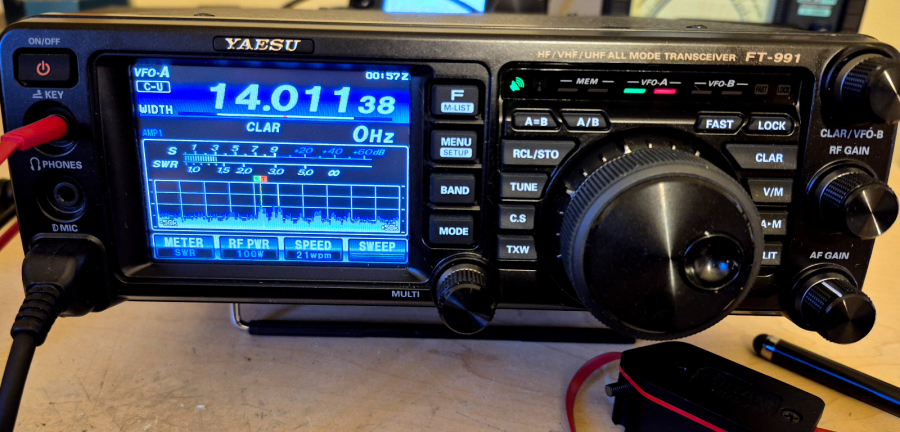 ON/OFF
YAESU
HF/VHF/UHF ALL MODE TRANSCEIVER FT-991
KEY
PHONES
MIC
VFO-A
00:57Z
C-U
14.011.38
WIDTH
CLAR
0Hz
AMP1
S 1 3 5 7 9 +20 +40 +60dB
SWR 1.0 1.5 2.0 3.0 5.0 ∞
METER
SWR
RF PWR
100W
SPEED
21wpm
SWEEP
F
M-LIST
MENU
SETUP
BAND
MODE
MULTI
MEM
VFO-A
VFO-B
FAST
LOCK
A=B
A/B
FAST
LOCK
RCL/STO
TUNE
C.S
TXW
CLAR
V/M
A▸M
CLAR/VFO-B
RF GAIN
AF GAIN